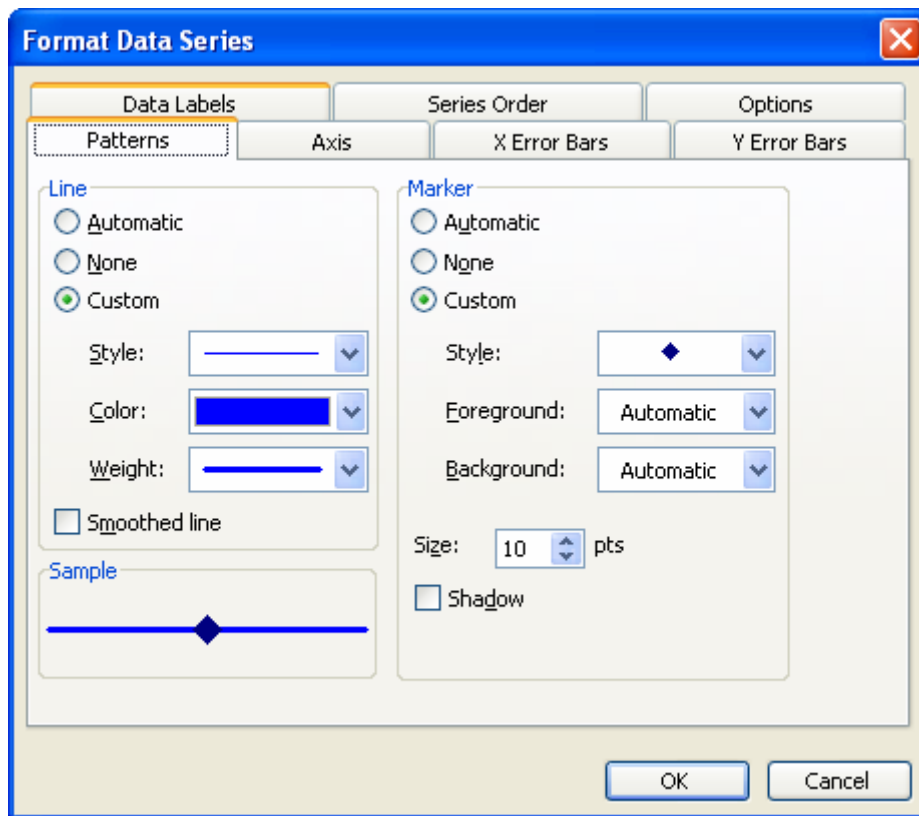 Format Data Series
Data Labels Series Order Options
Patterns Axis X Error Bars Y Error Bars
Line
Automatic
None
Custom
Style:
Color:
Weight:
Smoothed line
Sample
Marker
Automatic
None
Custom
Style:
Foreground: Automatic
Background: Automatic
Size: 10 pts
Shadow
OK Cancel